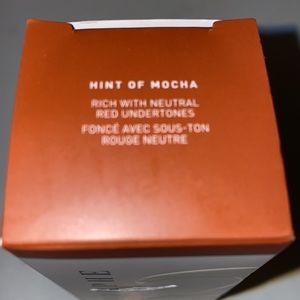 HINT OF MOCHA
RICH WITH NEUTRAL
RED UNDERTONES
FONCÉ AVEC SOUS-TON
ROUGE NEUTRE